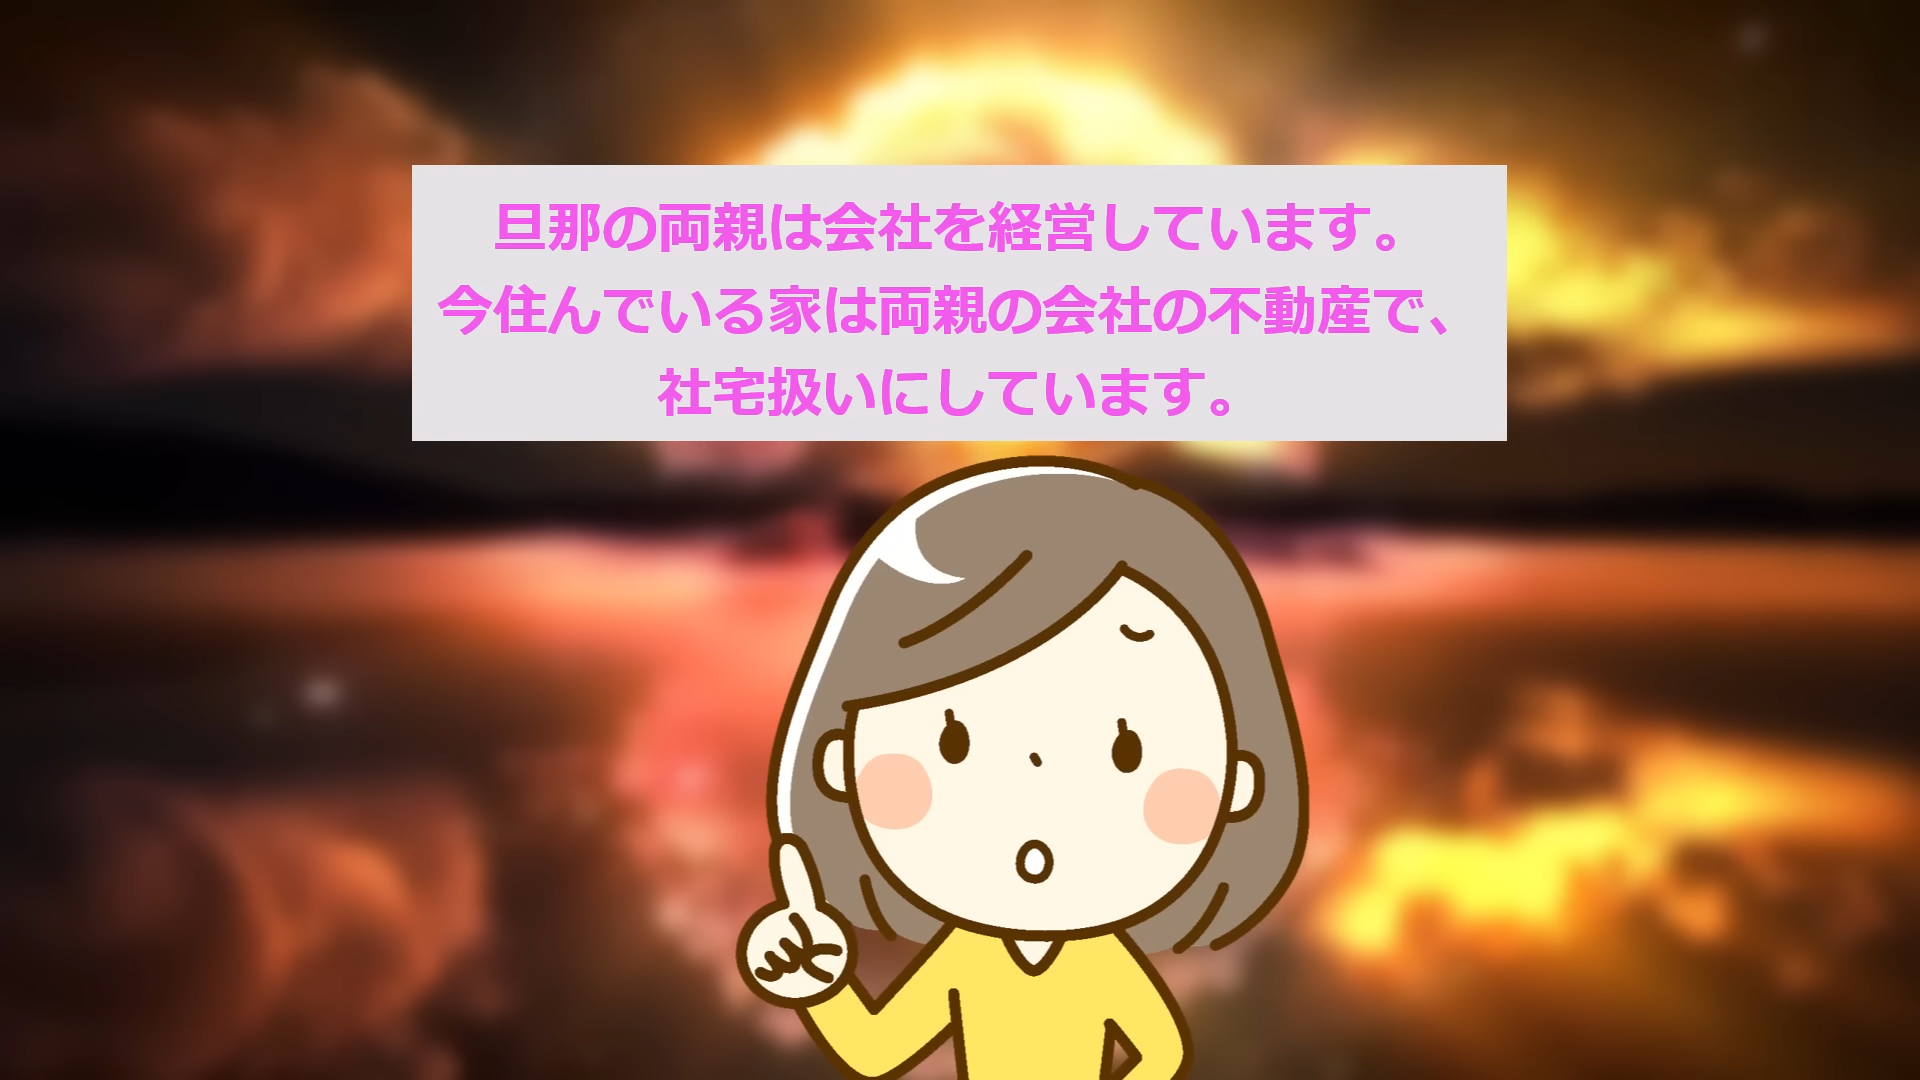 旦那の両親は会社を経営しています。
今住んでいる家は両親の会社の不動産で、
社宅扱いにしています。